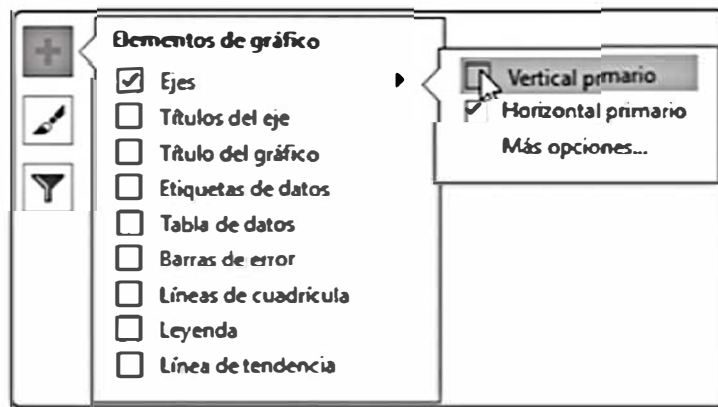 Elementos de gráfico
Ejes
Títulos del eje
Título del gráfico
Etiquetas de datos
Tabla de datos
Barras de error
Líneas de cuadrícula
Leyenda
Línea de tendencia
Vertical primario
Horizontal primario
Más opciones...